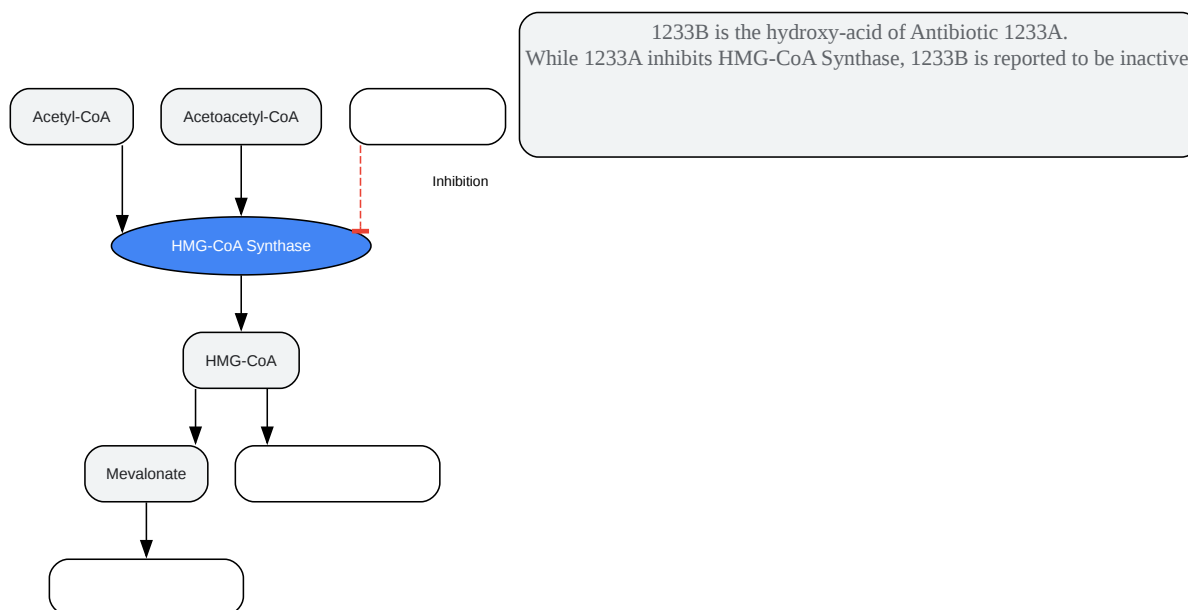 1233B is the hydroxy-acid of Antibiotic 1233A.
While 1233A inhibits HMG-CoA Synthase, 1233B is reported to be inactive
Acetyl-CoA
Acetoacetyl-CoA
Inhibition
HMG-CoA Synthase
HMG-CoA
Mevalonate